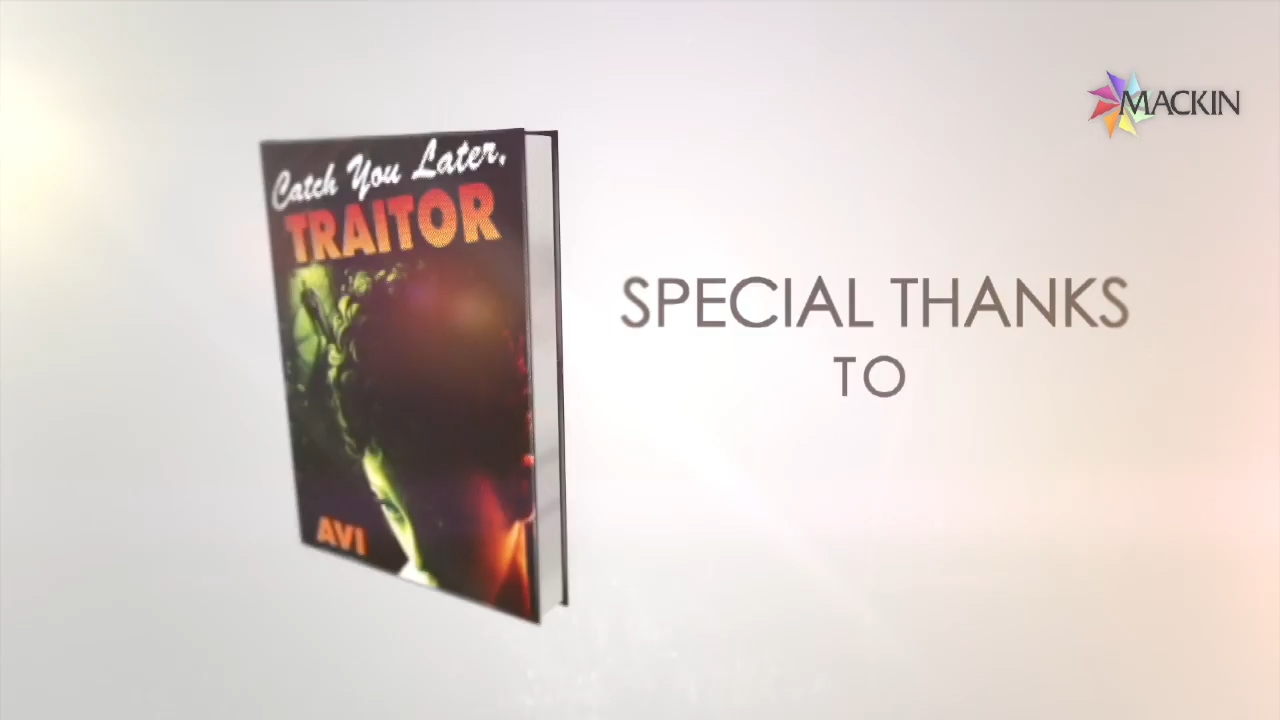 MACKIN
Catch You Later,
TRAITOR
AVI
SPECIAL THANKS
TO